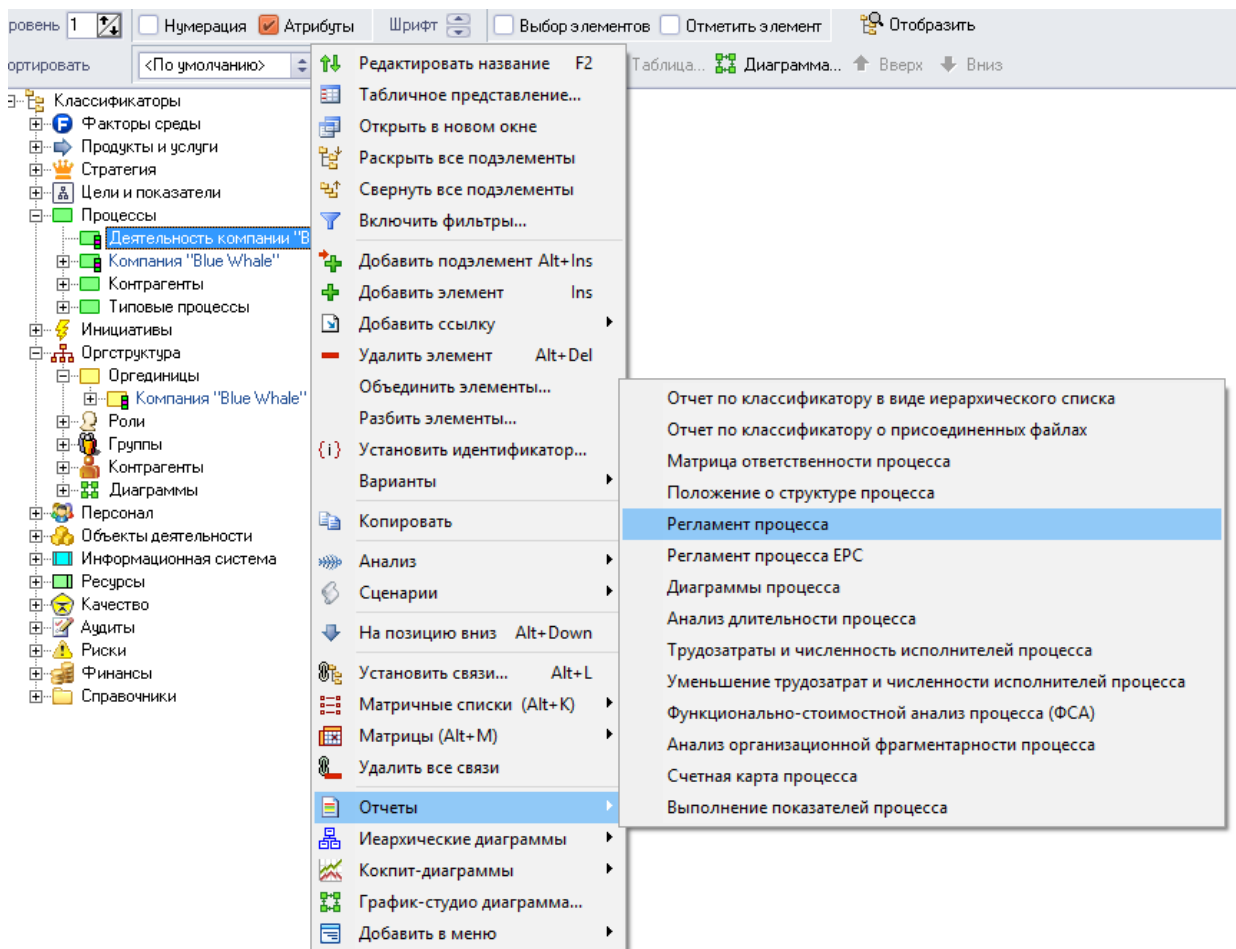 ровень 1 Нумерация Атрибуты Шрифт Выбор элементов Отметить элемент Отобразить
ортировать <По умолчанию> Таблица... Диаграмма... Вверх Вниз
Классификаторы
Факторы среды
Продукты и услуги
Стратегия
Цели и показатели
Процессы
Деятельность компании "B
Компания "Blue Whale"
Контрагенты
Типовые процессы
Инициативы
Оргструктура
Оргединицы
Компания "Blue Whale"
Роли
Группы
Контрагенты
Диаграммы
Персонал
Объекты деятельности
Информационная система
Ресурсы
Качество
Аудиты
Риски
Финансы
Справочники
Редактировать название F2
Табличное представление...
Открыть в новом окне
Раскрыть все подэлементы
Свернуть все подэлементы
Включить фильтры...
Добавить подэлемент Alt+Ins
Добавить элемент Ins
Добавить ссылку
Удалить элемент Alt+Del
Объединить элементы...
Разбить элементы...
{i} Установить идентификатор...
Варианты
Копировать
Анализ
Сценарии
На позицию вниз Alt+Down
Установить связи... Alt+L
Матричные списки (Alt+K)
Матрицы (Alt+M)
Удалить все связи
Отчеты
Иеархические диаграммы
Кокпит-диаграммы
График-студио диаграмма...
Добавить в меню
Отчет по классификатору в виде иерархического списка
Отчет по классификатору о присоединенных файлах
Матрица ответственности процесса
Положение о структуре процесса
Регламент процесса
Регламент процесса EPC
Диаграммы процесса
Анализ длительности процесса
Трудозатраты и численность исполнителей процесса
Уменьшение трудозатрат и численности исполнителей процесса
Функционально-стоимостной анализ процесса (ФСА)
Анализ организационной фрагментарности процесса
Счетная карта процесса
Выполнение показателей процесса